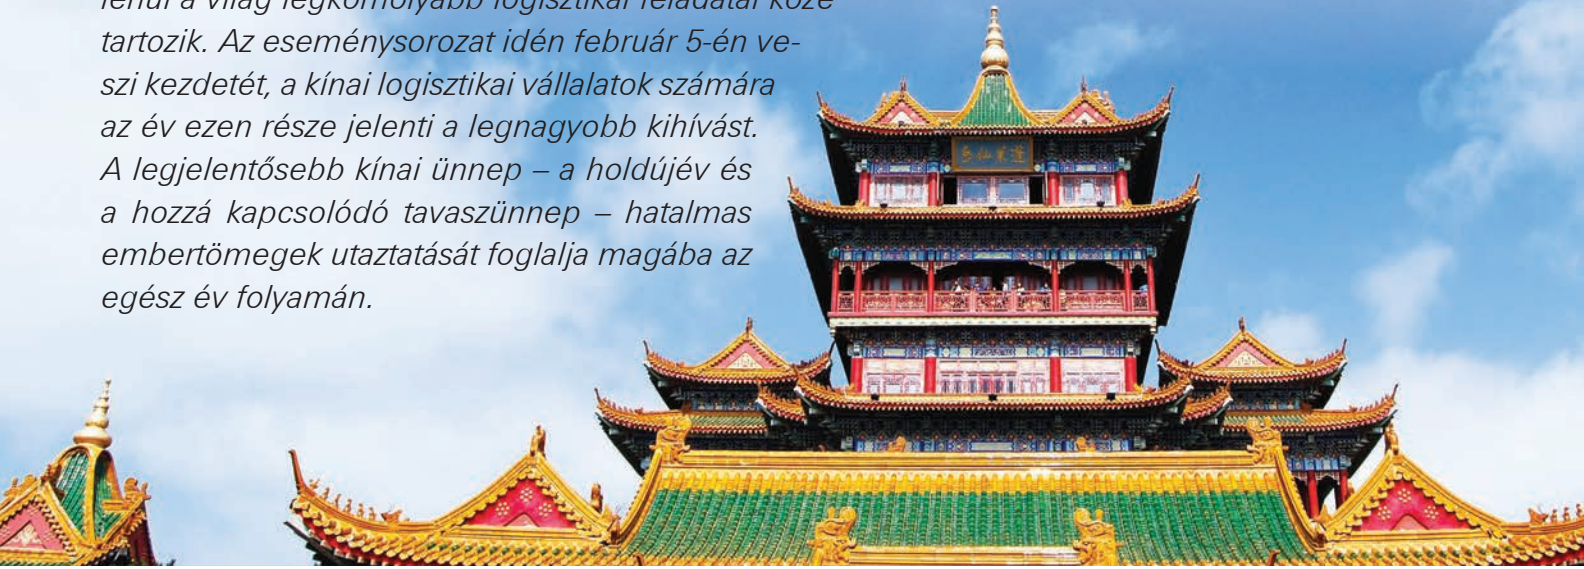 tartozik. Az eseménysorozat idén február 5-én ve-
szi kezdetét, a kínai logisztikai vállalatok számára
az év ezen része jelenti a legnagyobb kihívást.
A legjelentősebb kínai ünnep – a holdújév és
a hozzá kapcsolódó tavaszünnep – hatalmas
embertömegek utaztatását foglalja magába az
egész év folyamán.